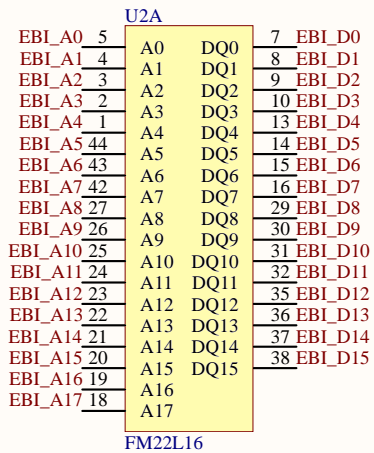 U2A
EBI_A0 5 A0 DQ0 7 EBI_D0
EBI_A1 4 A1 DQ1 8 EBI_D1
EBI_A2 3 A2 DQ2 9 EBI_D2
EBI_A3 2 A3 DQ3 10 EBI_D3
EBI_A4 1 A4 DQ4 13 EBI_D4
EBI_A5 44 A5 DQ5 14 EBI_D5
EBI_A6 43 A6 DQ6 15 EBI_D6
EBI_A7 42 A7 DQ7 16 EBI_D7
EBI_A8 27 A8 DQ8 29 EBI_D8
EBI_A9 26 A9 DQ9 30 EBI_D9
EBI_A10 25 A10 DQ10 31 EBI_D10
EBI_A11 24 A11 DQ11 32 EBI_D11
EBI_A12 23 A12 DQ12 35 EBI_D12
EBI_A13 22 A13 DQ13 36 EBI_D13
EBI_A14 21 A14 DQ14 37 EBI_D14
EBI_A15 20 A15 DQ15 38 EBI_D15
EBI_A16 19 A16
EBI_A17 18 A17
FM22L16